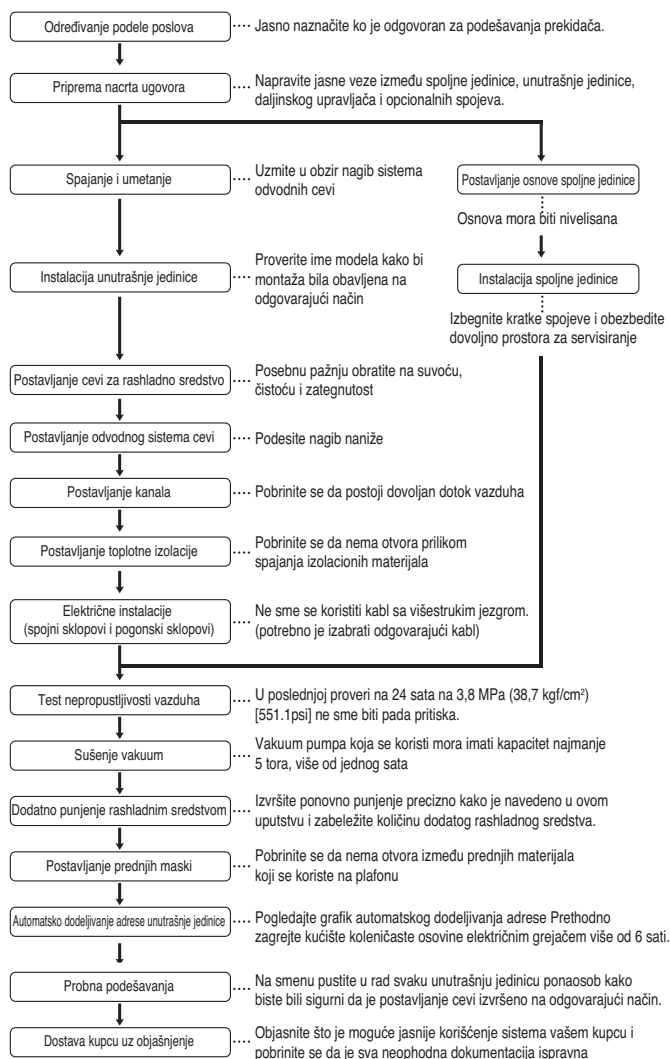 Određivanje podele poslova
Jasno naznačite ko je odgovoran za podešavanja prekidača.
Priprema nacrta ugovora
Napravite jasne veze između spoljne jedinice, unutrašnje jedinice,
daljinskog upravljača i opcionalnih spojeva.
Spajanje i umetanje
Uzmite u obzir nagib sistema
odvodnih cevi
Postavljanje osnove spoljne jedinice
Osnova mora biti nivelisana
Instalacija unutrašnje jedinice
Proverite ime modela kako bi
montaža bila obavljena na
odgovarajući način
Instalacija spoljne jedinice
Izbegnite kratke spojeve i obezbedite
dovoljno prostora za servisiranje
Postavljanje cevi za rashladno sredstvo
Posebnu pažnju obratite na suvoću,
čistoću i zategnutost
Postavljanje odvodnog sistema cevi
Podesite nagib naniže
Postavljanje kanala
Pobrinite se da postoji dovoljan dotok vazduha
Postavljanje toplotne izolacije
Pobrinite se da nema otvora prilikom
spajanja izolacionih materijala
Električne instalacije
(spojni sklopovi i pogonski sklopovi)
Ne sme se koristiti kabl sa višestrukim jezgrom.
(potrebno je izabrati odgovarajući kabl)
Test nepropustljivosti vazduha
U poslednjoj proveri na 24 sata na 3,8 MPa (38,7 kgf/cm²)
[551.1psi] ne sme biti pada pritiska.
Sušenje vakuum
Vakuum pumpa koja se koristi mora imati kapacitet najmanje
5 tora, više od jednog sata
Dodatno punjenje rashladnim sredstvom
Izvršite ponovno punjenje precizno kako je navedeno u ovom
uputstvu i zabeležite količinu dodatog rashladnog sredstva.
Postavljanje prednjih maski
Pobrinite se da nema otvora između prednjih materijala
koji se koriste na plafonu
Automatsko dodeljivanje adrese unutrašnje jedinice
Pogledajte grafik automatskog dodeljivanja adrese Prethodno
zagrejte kućište koleničaste osovine električnim grejačem više od 6 sati.
Probna podešavanja
Na smenu pustite u rad svaku unutrašnju jedinicu ponaosob kako
biste bili sigurni da je postavljanje cevi izvršeno na odgovarajući način.
Dostava kupcu uz objašnjenje
Objasnite što je moguće jasnije korišćenje sistema vašem kupcu i
pobrinite se da je sva neophodna dokumentacija ispravna